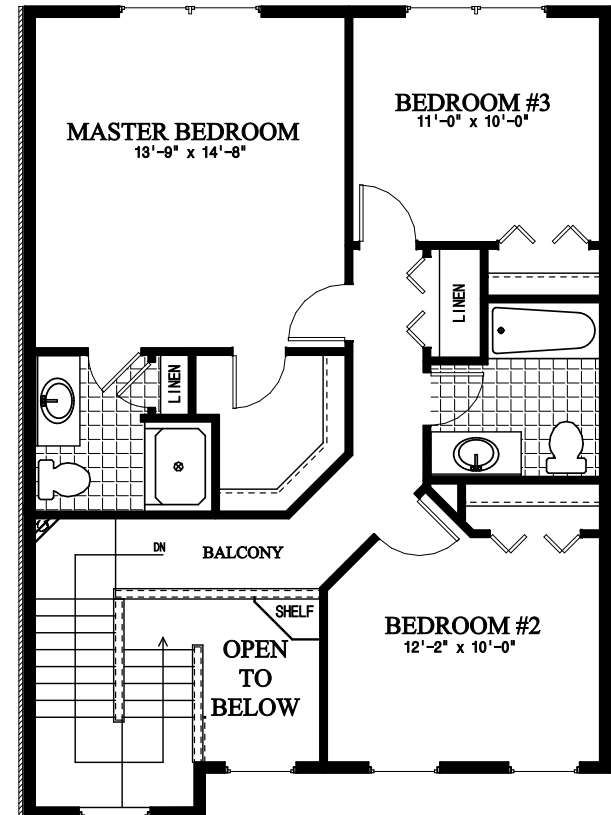 MASTER BEDROOM
13'-9" x 14'-8"
BEDROOM #3
11'-0" x 10'-0"
LINEN
LINEN
DN
BALCONY
SHELF
OPEN
TO
BELOW
BEDROOM #2
12'-2" x 10'-0"